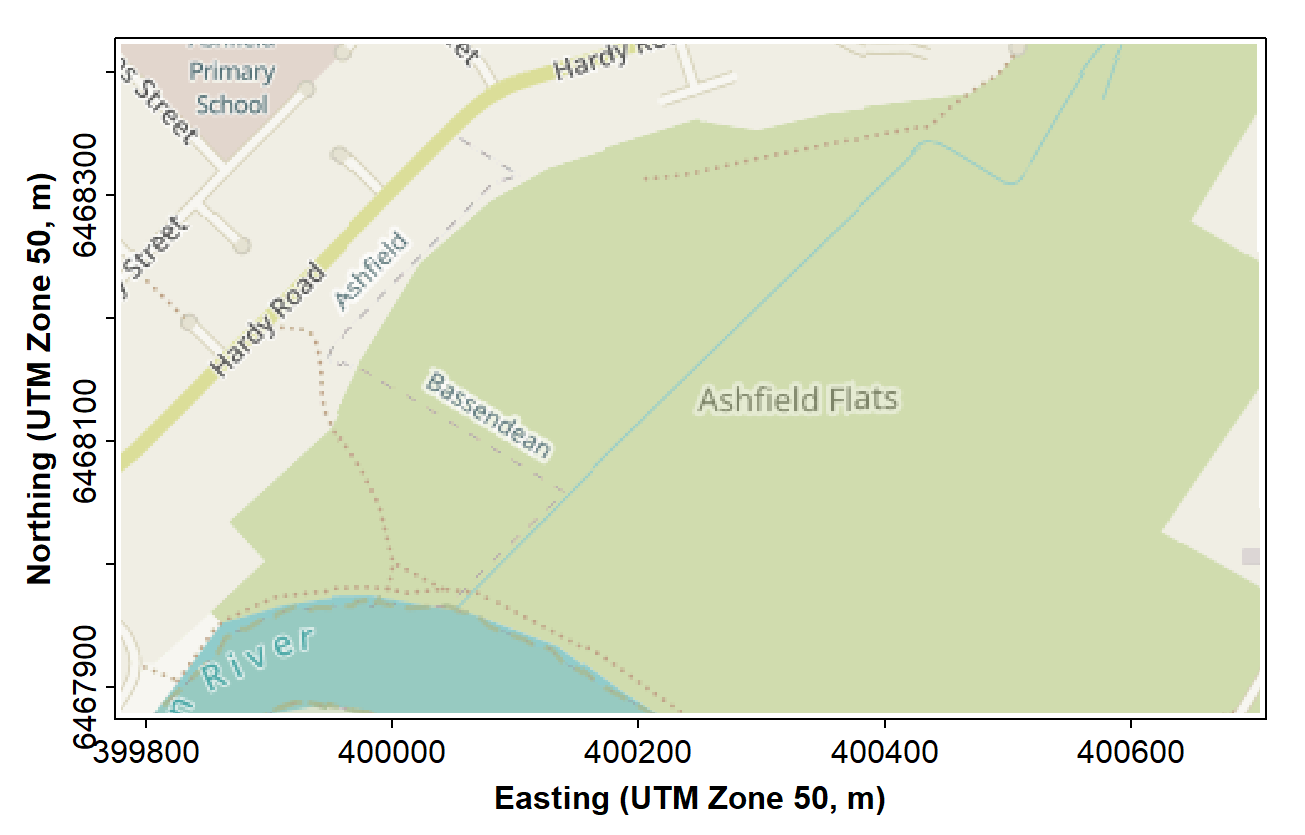 Primary
School
Hardy
Street
Street
Ashfield
Hardy Road
Bassendean
Ashfield Flats
River
6468300
6468100
6467900
Northing (UTM Zone 50, m)
399800
400000
400200
400400
400600
Easting (UTM Zone 50, m)